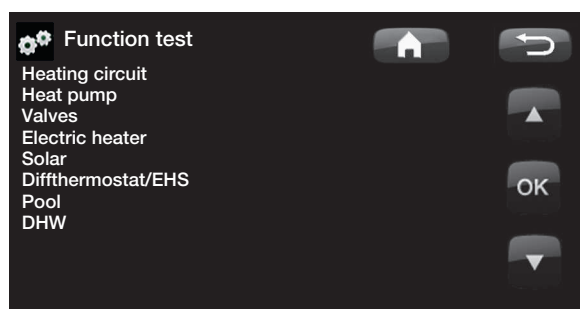 Function test
Heating circuit
Heat pump
Valves
Electric heater
Solar
Diffthermostat/EHS
Pool
DHW
OK